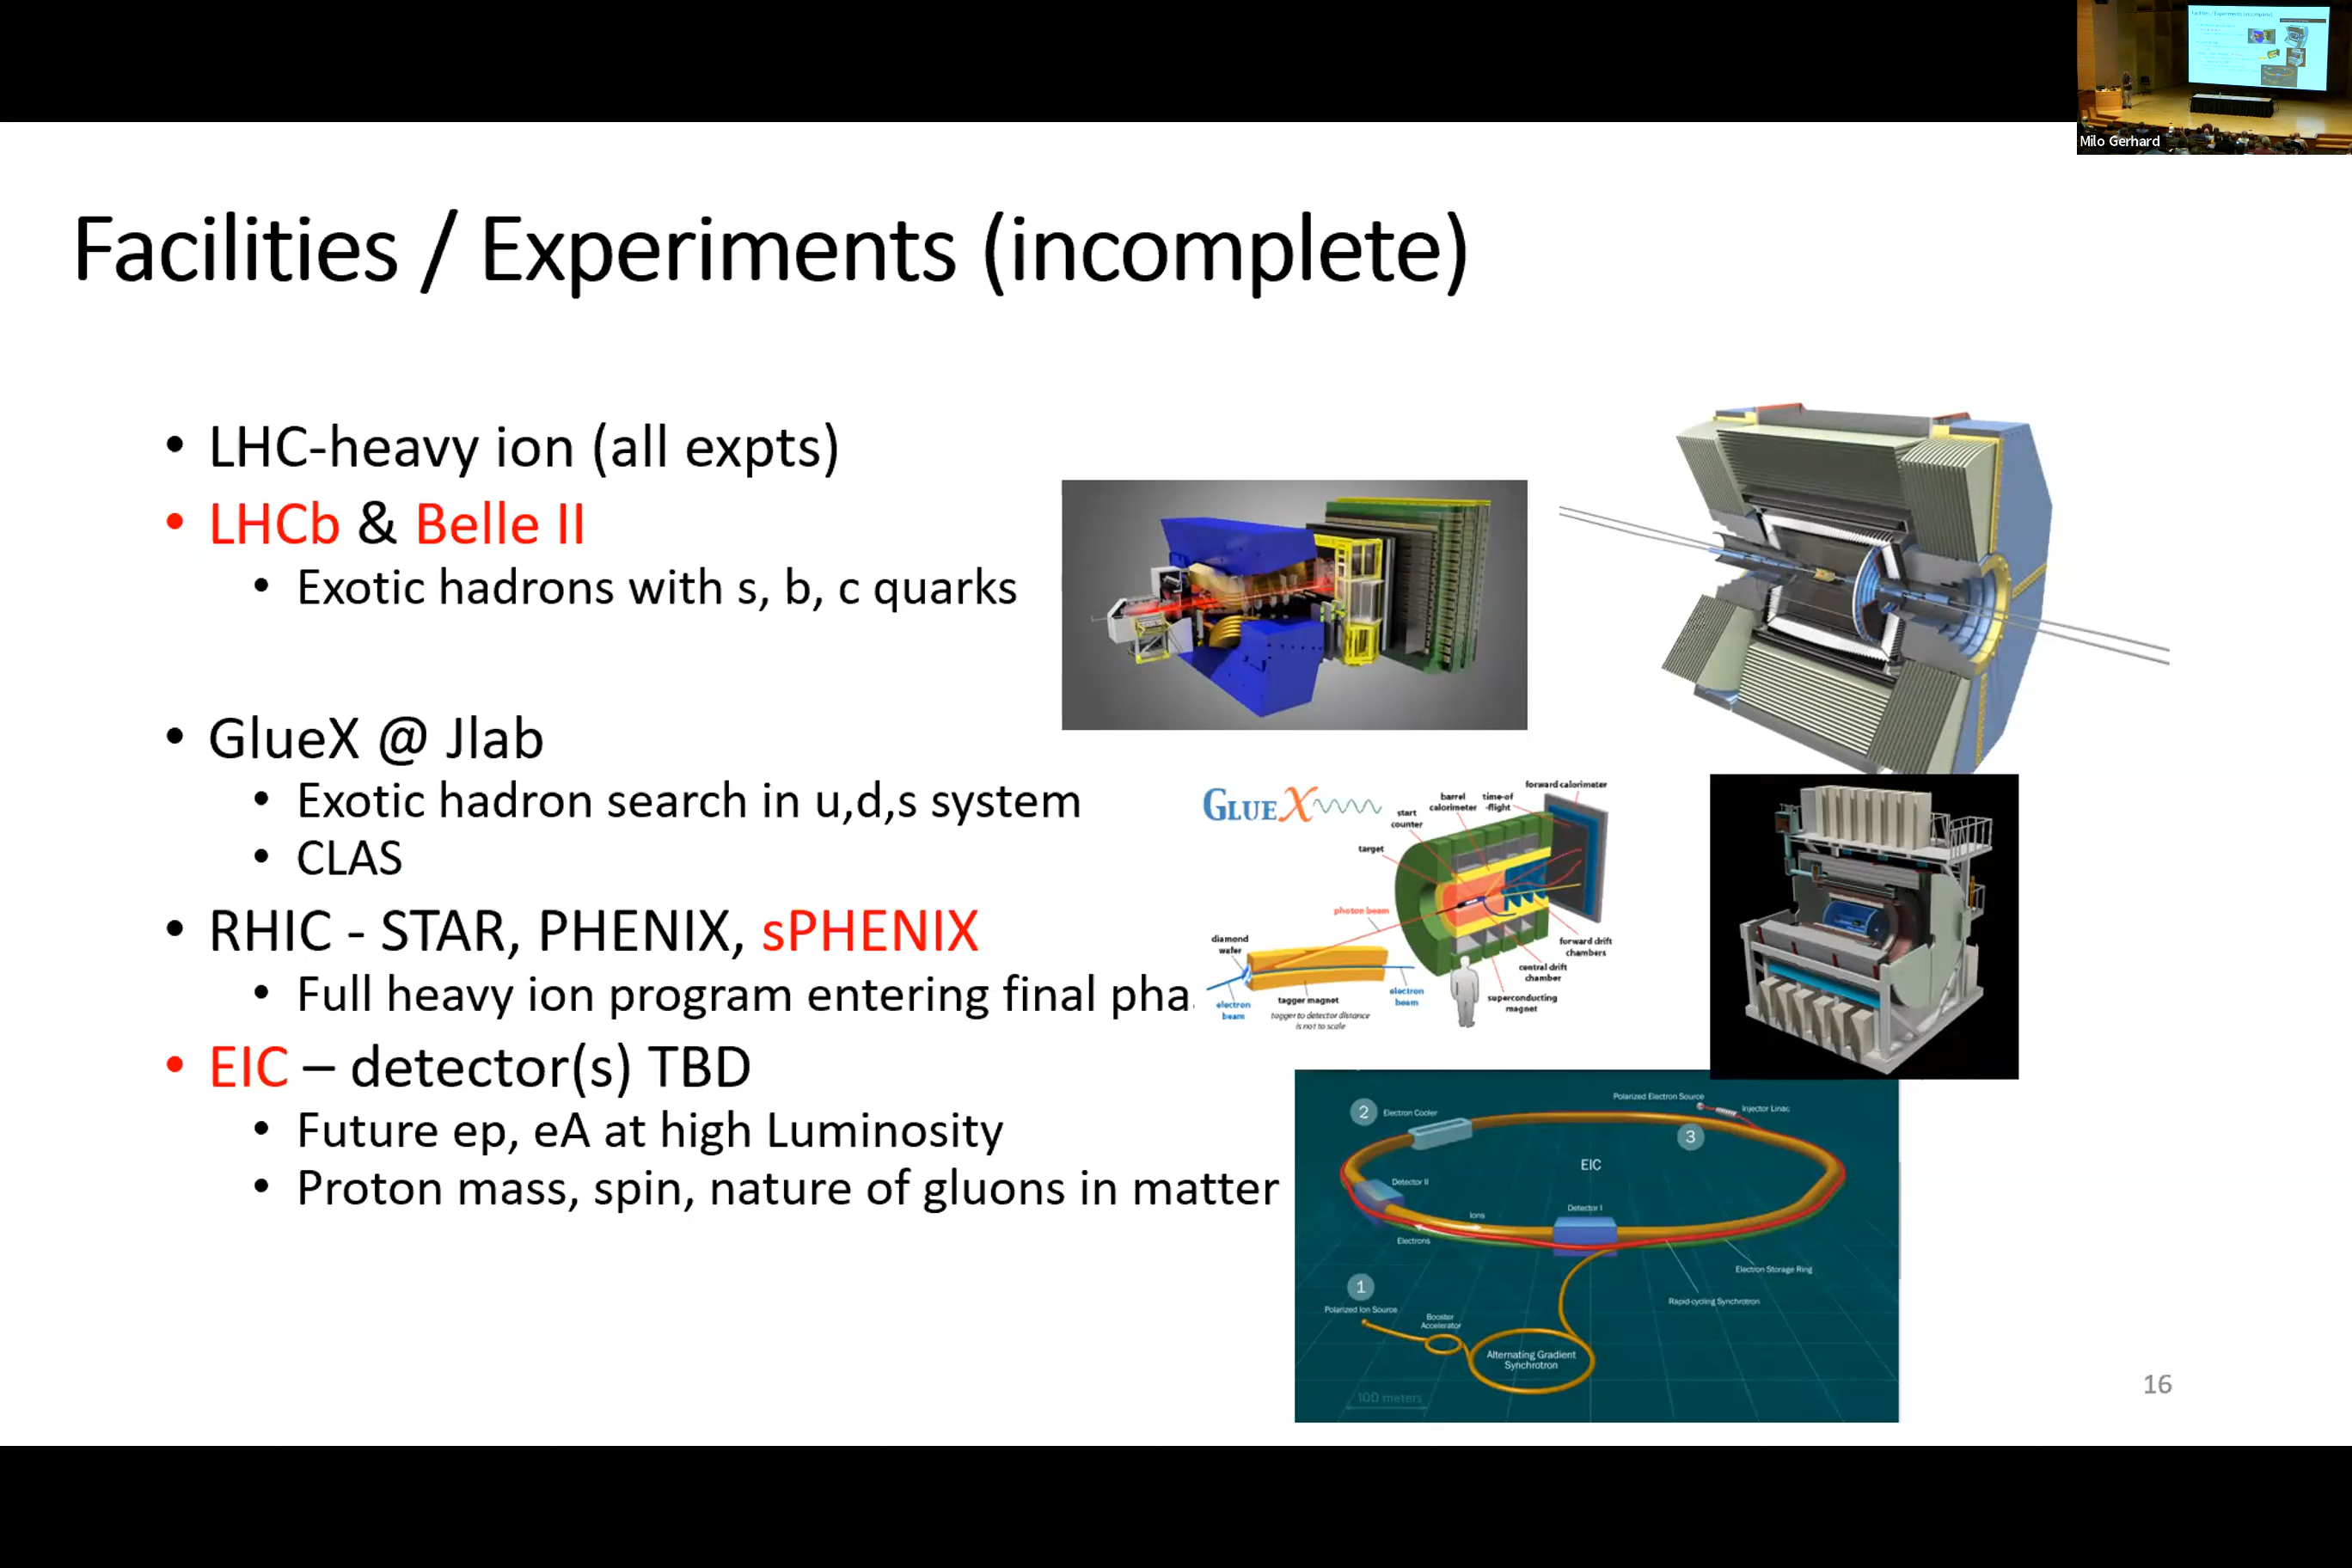 Milo Gerhard
Facilities / Experiments (incomplete)
• LHC-heavy ion (all expts)
• LHCb & Belle II
• Exotic hadrons with s, b, c quarks
• GlueX @ Jlab
• Exotic hadron search in u,d,s system
• CLAS
• RHIC - STAR, PHENIX, sPHENIX
• Full heavy ion program entering final pha
• EIC – detector(s) TBD
• Future ep, eA at high Luminosity
• Proton mass, spin, nature of gluons in matter
GLUEX
forward calorimeter
barrel
calorimeter
time-of
-flight
start
counter
target
photon beam
diamond
wafer
forward drift
chambers
central drift
chamber
superconducting
magnet
electron
beam
tagger magnet
electron
beam
tagger to detector distance
is not to scale
Polarized Electron Source
Injector Linac
2
Electron Cooler
3
EIC
Detector II
Detector I
Ions
Electrons
Electron Storage Ring
Rapid-cycling Synchrotron
1
Polarized Ion Source
Booster
Accelerator
Alternating Gradient
Synchrotron
100 meters
16